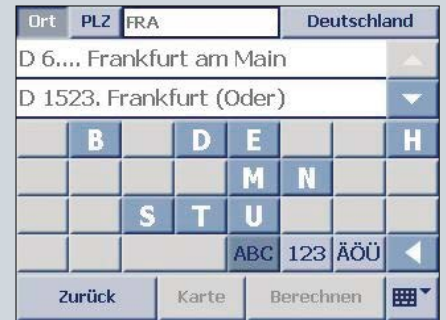 Ort PLZ FRA Deutschland
D 6.... Frankfurt am Main
D 1523. Frankfurt (Oder)
B D E H
M N
S T U
ABC 123 ÄÖÜ
Zurück Karte Berechnen